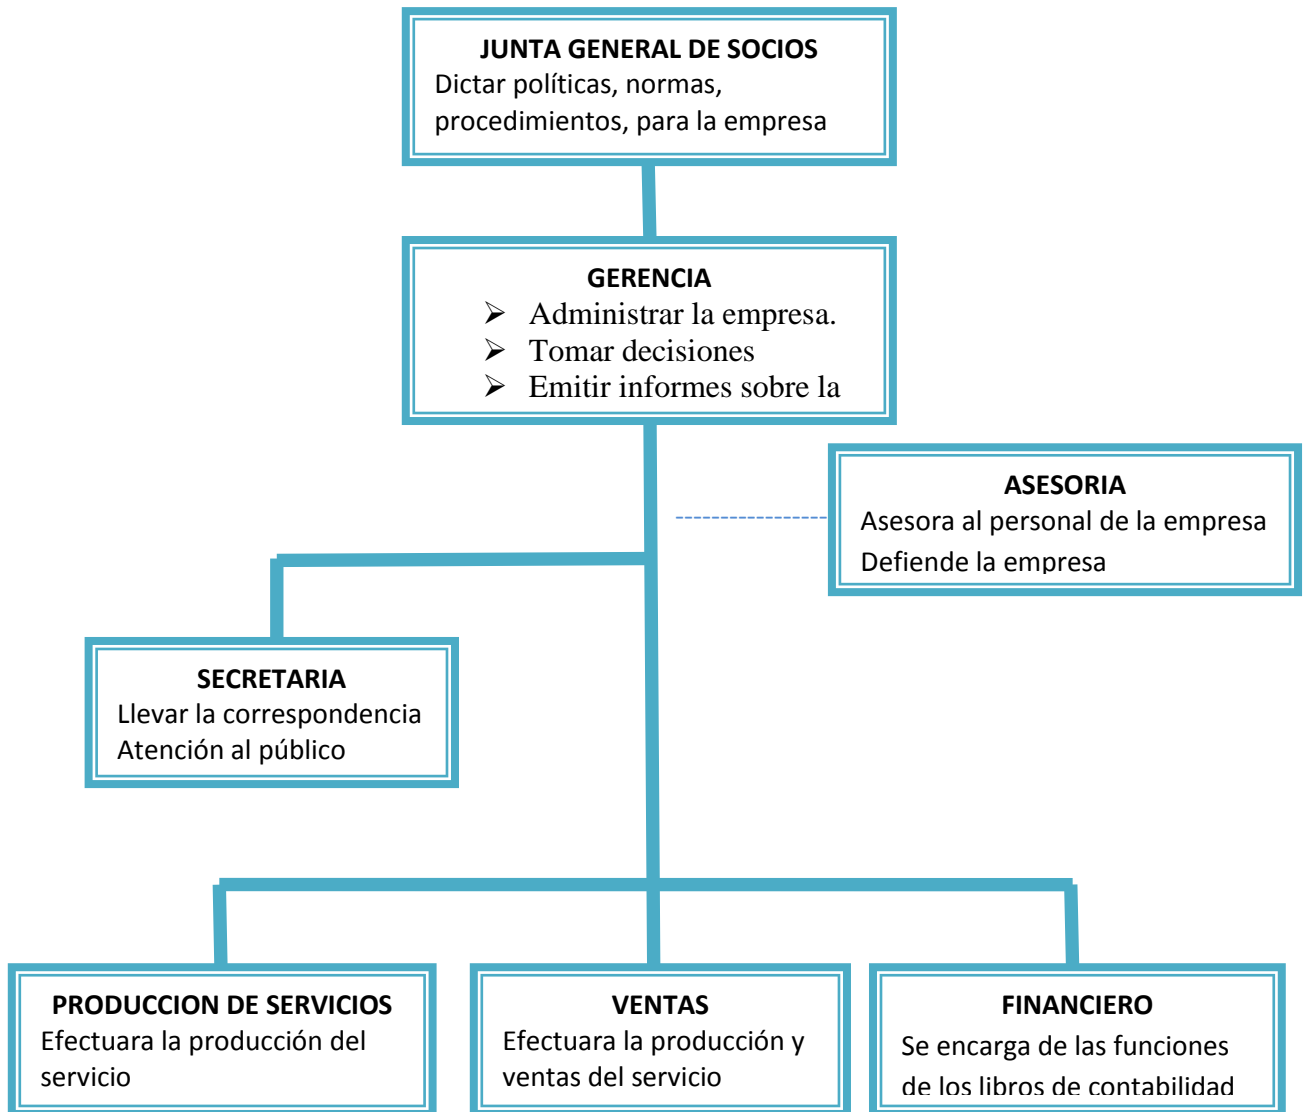 JUNTA GENERAL DE SOCIOS
Dictar políticas, normas,
procedimientos, para la empresa
GERENCIA
➢ Administrar la empresa.
➢ Tomar decisiones
➢ Emitir informes sobre la
ASESORIA
Asesora al personal de la empresa
Defiende la empresa
SECRETARIA
Llevar la correspondencia
Atención al público
PRODUCCION DE SERVICIOS
Efectuara la producción del
servicio
VENTAS
Efectuara la producción y
ventas del servicio
FINANCIERO
Se encarga de las funciones
de los libros de contabilidad